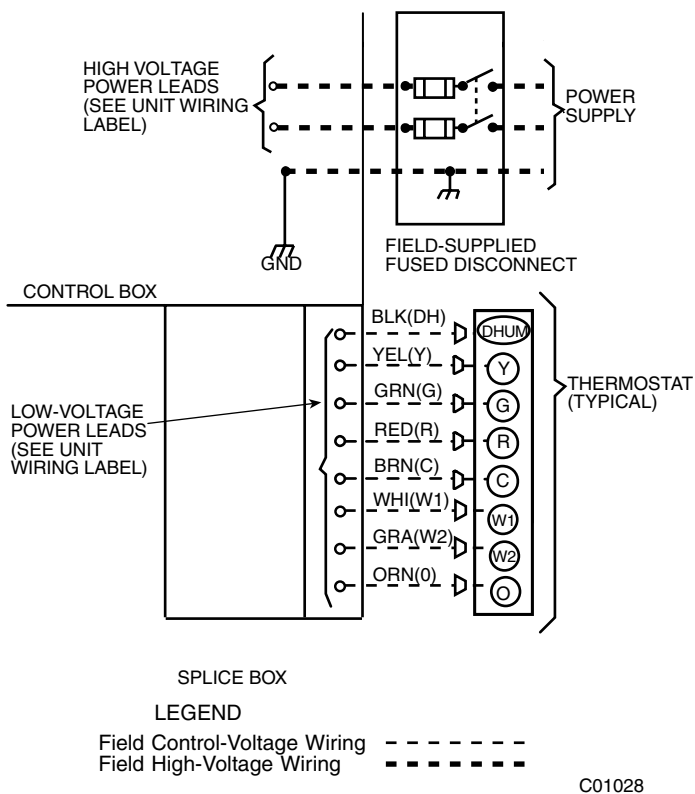 HIGH VOLTAGE
POWER LEADS
(SEE UNIT WIRING
LABEL)
POWER
SUPPLY
GND
FIELD-SUPPLIED
FUSED DISCONNECT
CONTROL BOX
LOW-VOLTAGE
POWER LEADS
(SEE UNIT
WIRING LABEL)
BLK(DH)
DHUM
YEL(Y)
Y
GRN(G)
G
RED(R)
R
BRN(C)
C
WHI(W1)
W1
GRA(W2)
W2
ORN(0)
O
THERMOSTAT
(TYPICAL)
SPLICE BOX
LEGEND
Field Control-Voltage Wiring
Field High-Voltage Wiring
C01028